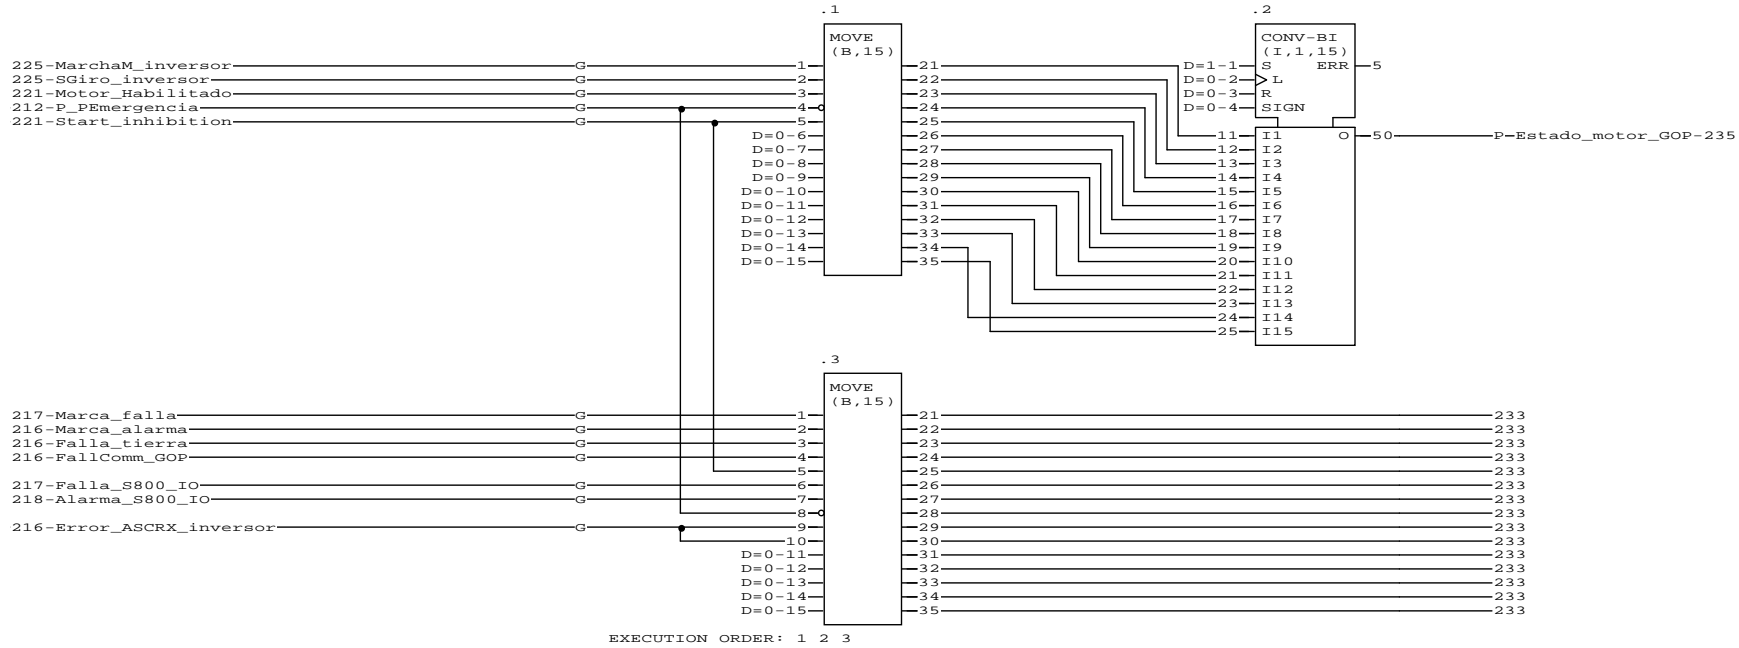 .1 .2
MOVE CONV-BI
(B,15) (I,1,15)
225-MarchaM_inversor G 1 21 D=1-1 S ERR 5
225-SGiro_inversor G 2 22 D=0-2 L
221-Motor_Habilitado G 3 23 D=0-3 R
212-P_PEmergencia G 4 24 D=0-4 SIGN
221-Start_inhibition G 5 25
D=0-6 26 11 I1 O 50 P-Estado_motor_GOP-235
D=0-7 27 12 I2
D=0-8 28 13 I3
D=0-9 29 14 I4
D=0-10 30 15 I5
D=0-11 31 16 I6
D=0-12 32 17 I7
D=0-13 33 18 I8
D=0-14 34 19 I9
D=0-15 35 20 I10
21 I11
22 I12
23 I13
24 I14
25 I15
.3
MOVE
(B,15)
217-Marca_falla G 1 21 233
216-Marca_alarma G 2 22 233
216-Falla_tierra G 3 23 233
216-FallComm_GOP G 4 24 233
5 25 233
217-Falla_S800_IO G 6 26 233
218-Alarma_S800_IO G 7 27 233
8 28 233
216-Error_ASCRX_inversor G 9 29 233
10 30 233
D=0-11 31 233
D=0-12 32 233
D=0-13 33 233
D=0-14 34 233
D=0-15 35 233
EXECUTION ORDER: 1 2 3